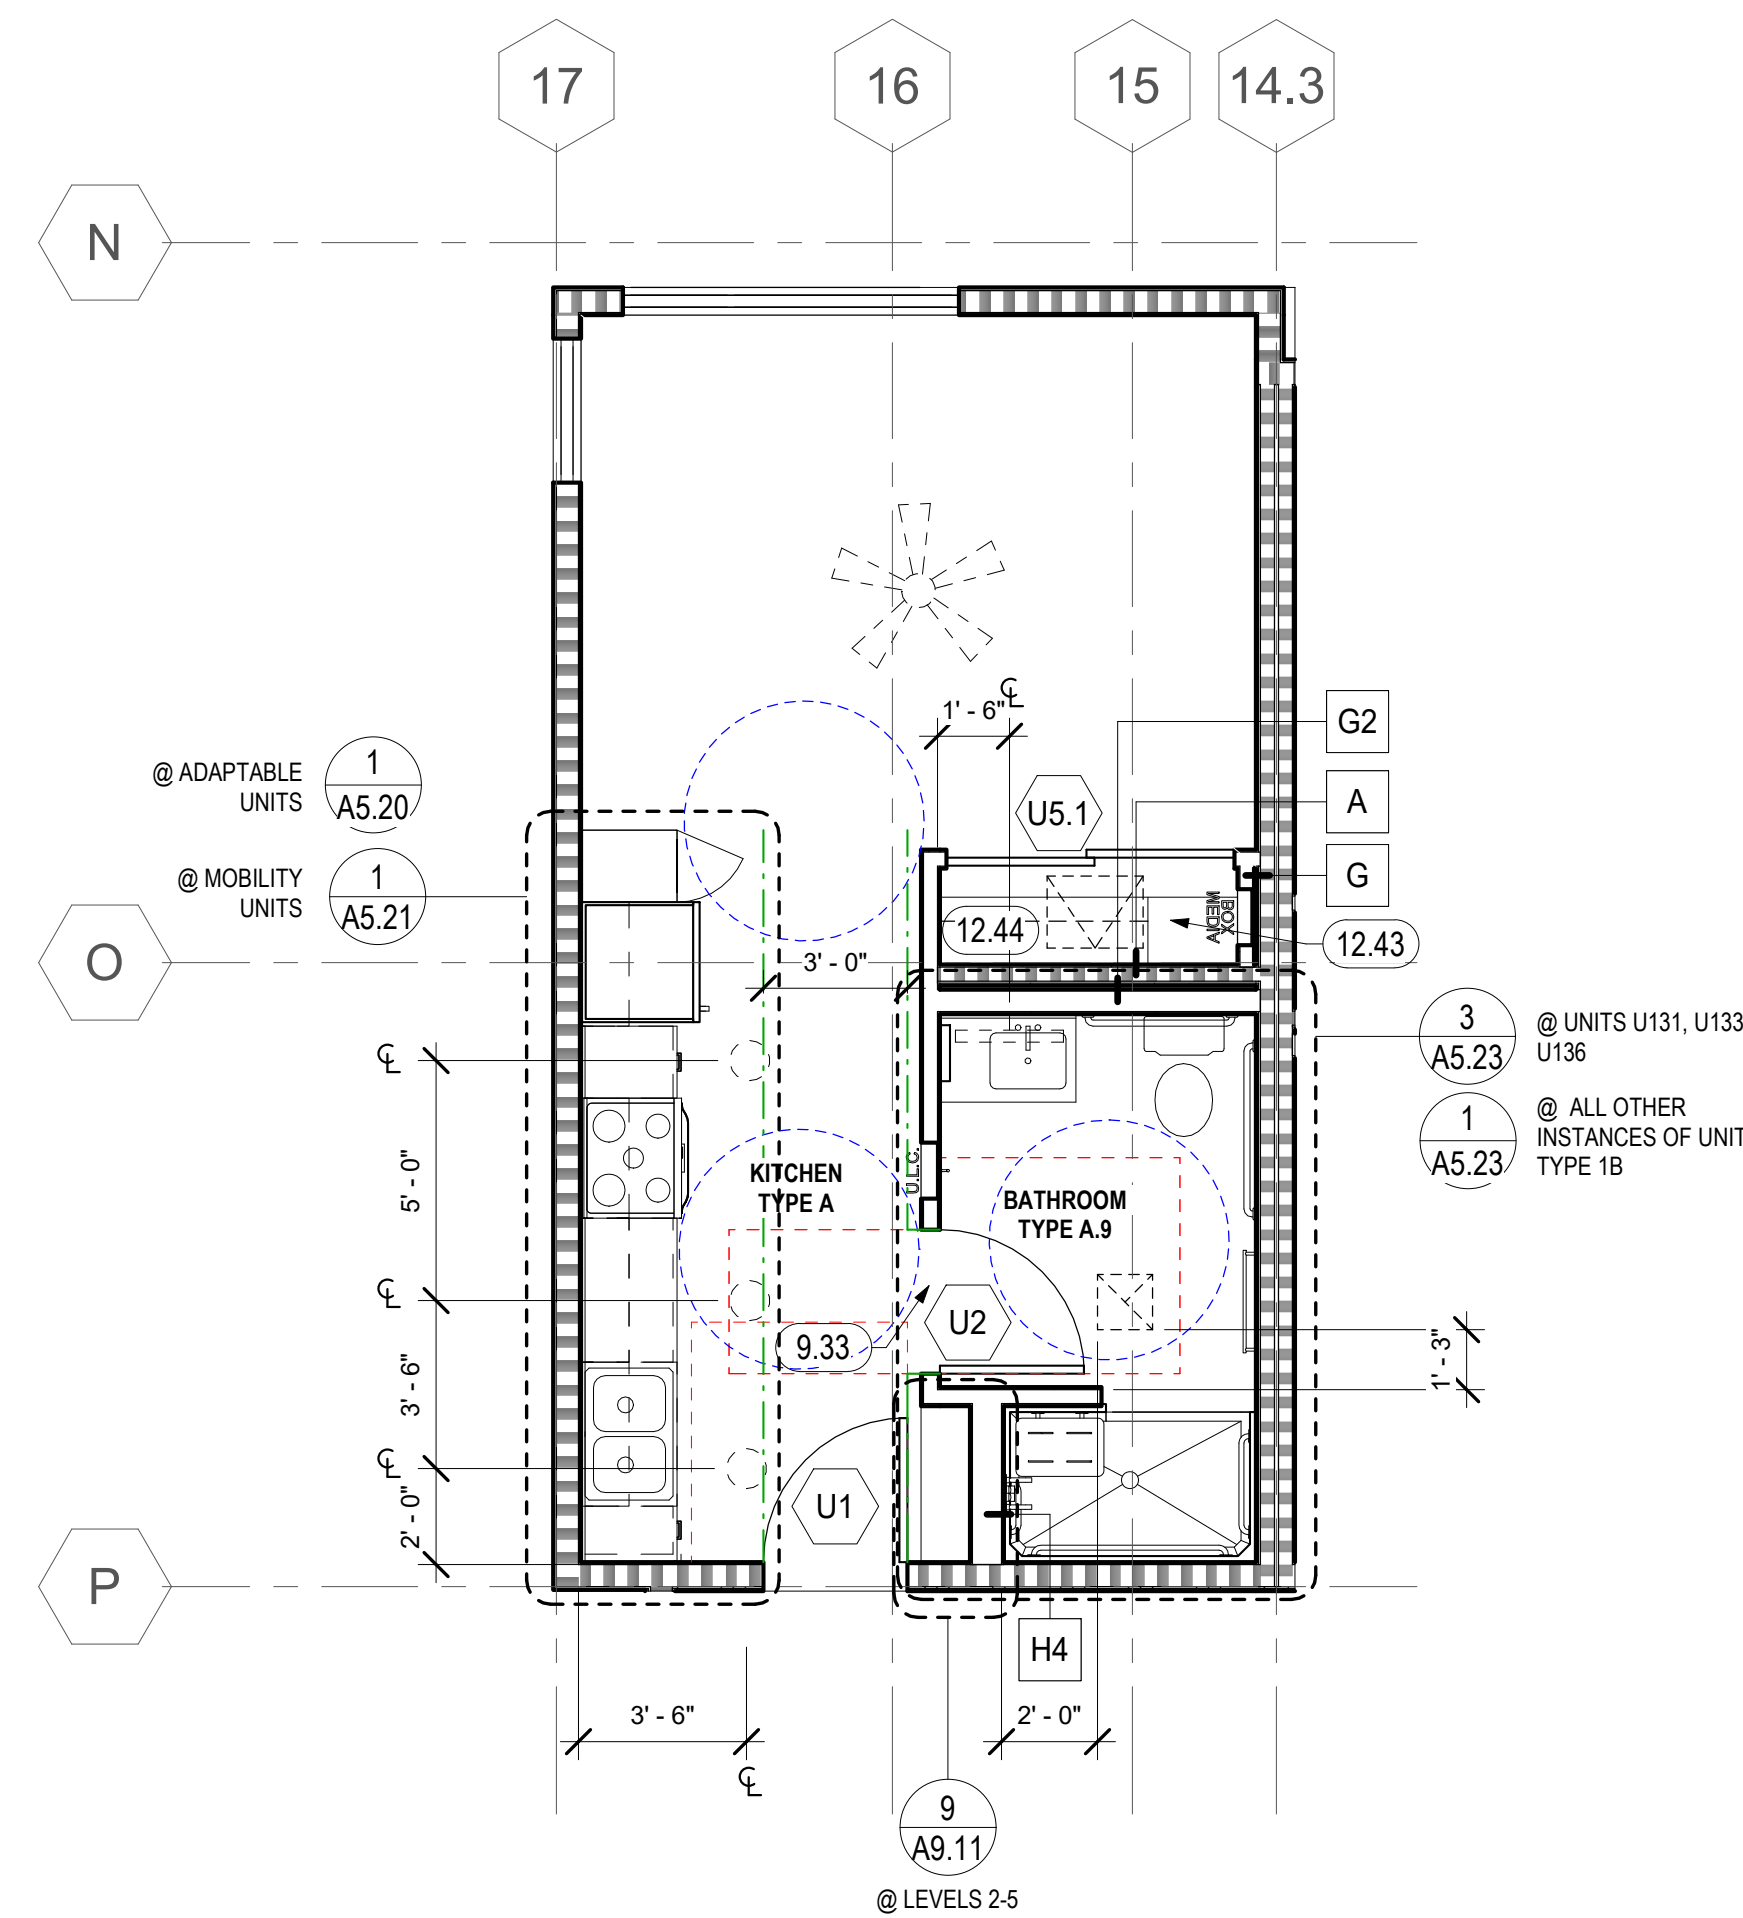 17
16
15
14.3
N
1' - 6"
℄
G2
@ ADAPTABLE
UNITS
1
A5.20
U5.1
A
@ MOBILITY
UNITS
1
A5.21
G
MEDIA
BOX
12.44
12.43
O
3' - 0"
3
A5.23
@ UNITS U131, U133
U136
℄
1
A5.23
@ ALL OTHER
INSTANCES OF UNIT
TYPE 1B
5' - 0"
U.L.C.
KITCHEN
TYPE A
BATHROOM
TYPE A.9
℄
U2
9.33
1' - 3"
3' - 6"
℄
U1
2' - 0"
P
H4
3' - 6"
2' - 0"
℄
9
A9.11
@ LEVELS 2-5